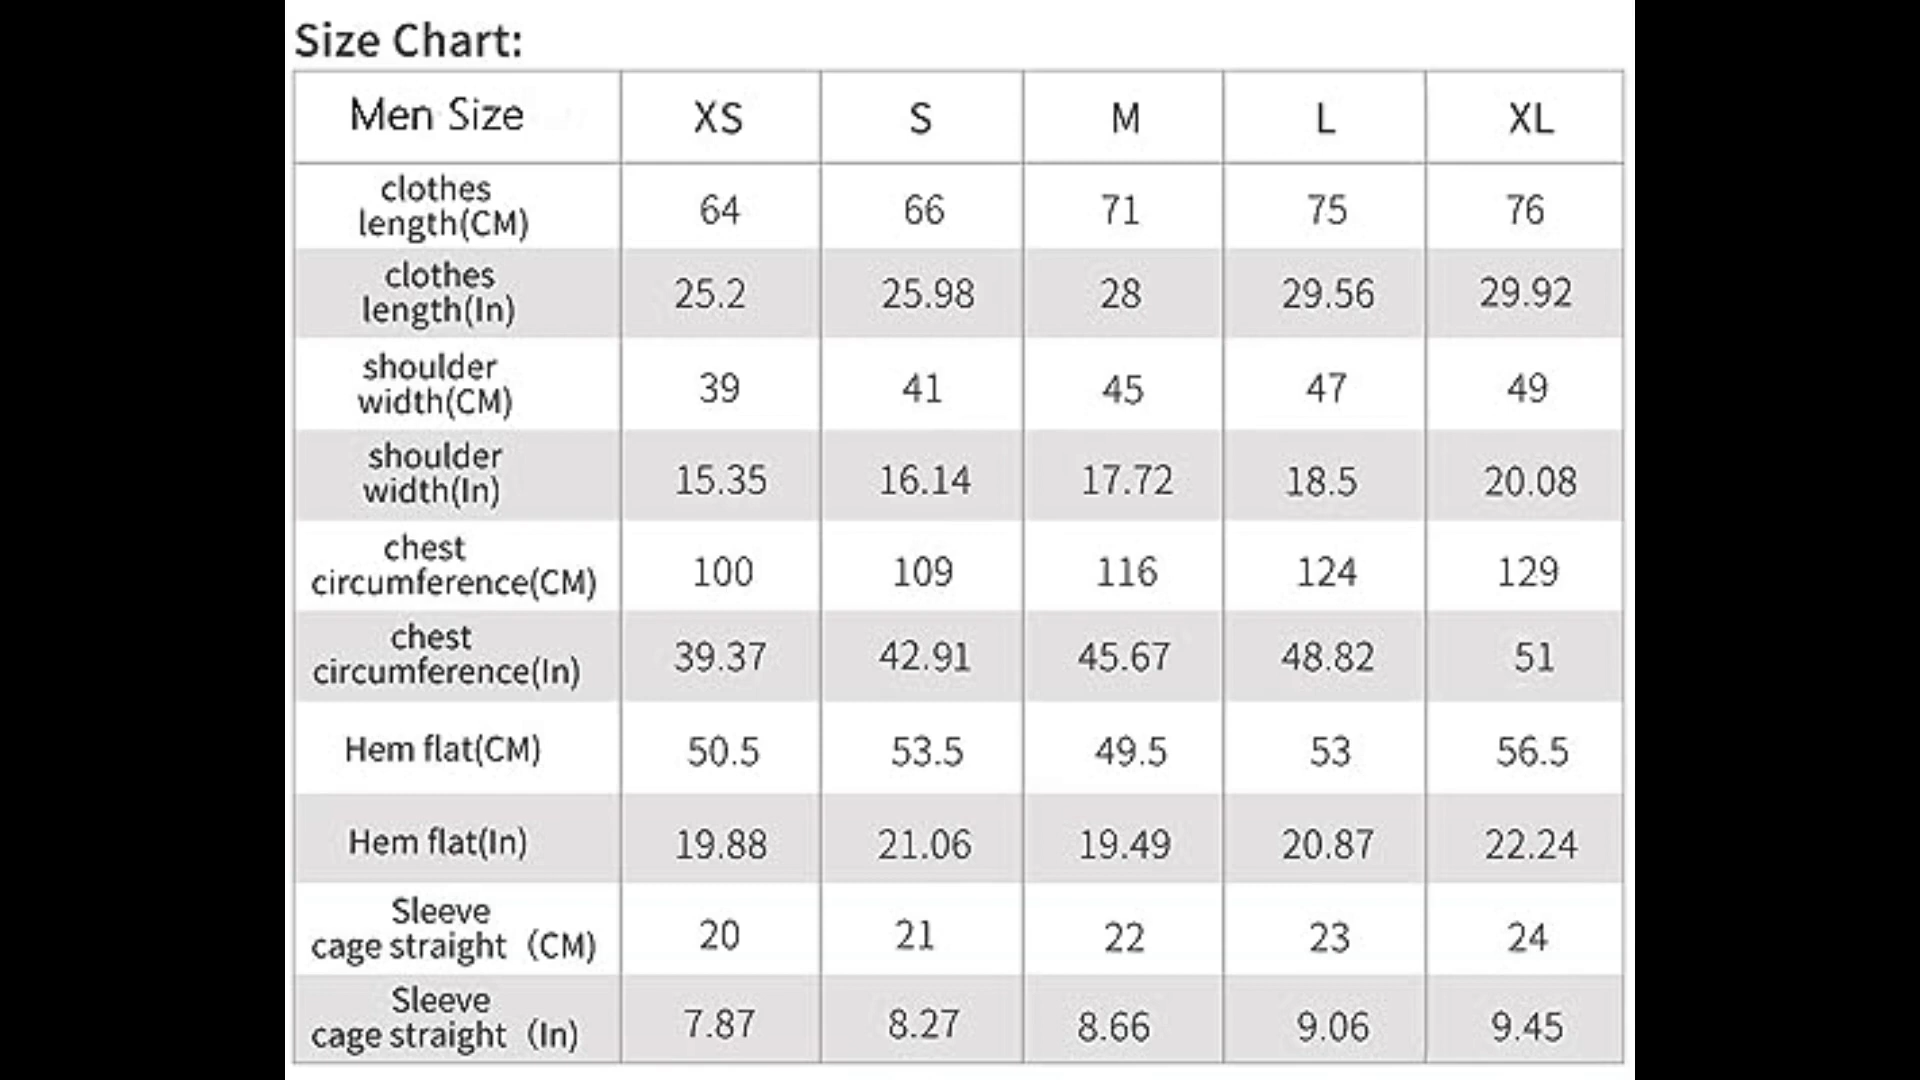 Size Chart:
Men Size XS S M L XL
clothes
length(CM) 64 66 71 75 76
clothes
length(In) 25.2 25.98 28 29.56 29.92
shoulder
width(CM) 39 41 45 47 49
shoulder
width(In) 15.35 16.14 17.72 18.5 20.08
chest
circumference(CM) 100 109 116 124 129
chest
circumference(In) 39.37 42.91 45.67 48.82 51
Hem flat(CM) 50.5 53.5 49.5 53 56.5
Hem flat(In) 19.88 21.06 19.49 20.87 22.24
Sleeve
cage straight（CM) 20 21 22 23 24
Sleeve
cage straight（In) 7.87 8.27 8.66 9.06 9.45